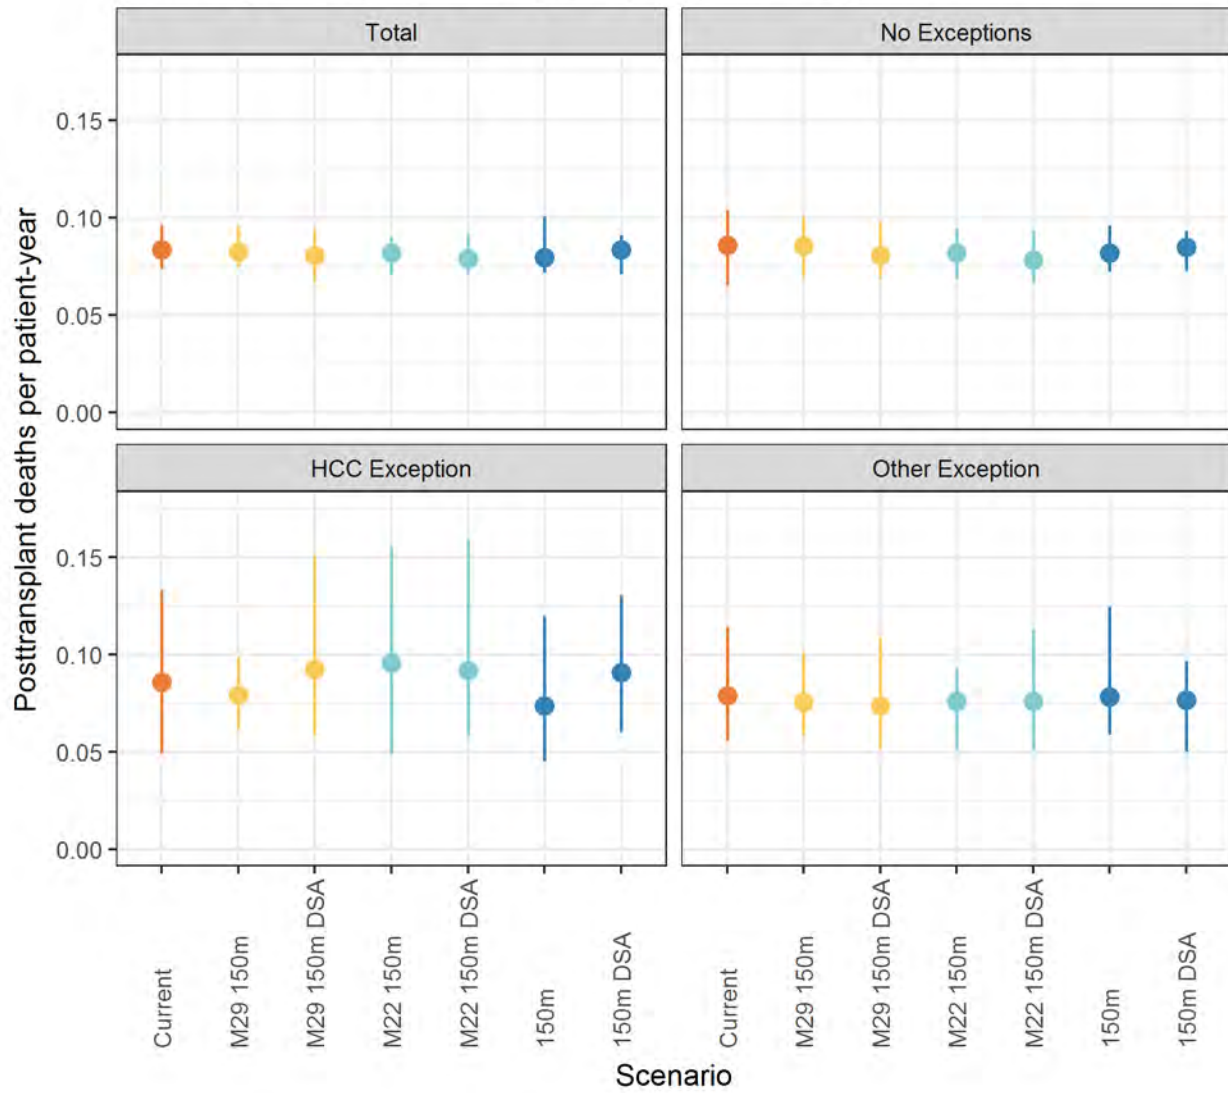 Total
No Exceptions
0.15
0.10
0.05
0.00
HCC Exception
Other Exception
0.15
0.10
0.05
0.00
Posttransplant deaths per patient-year
Current
M29 150m
M29 150m DSA
M22 150m
M22 150m DSA
150m
150m DSA
Current
M29 150m
M29 150m DSA
M22 150m
M22 150m DSA
150m
150m DSA
Scenario